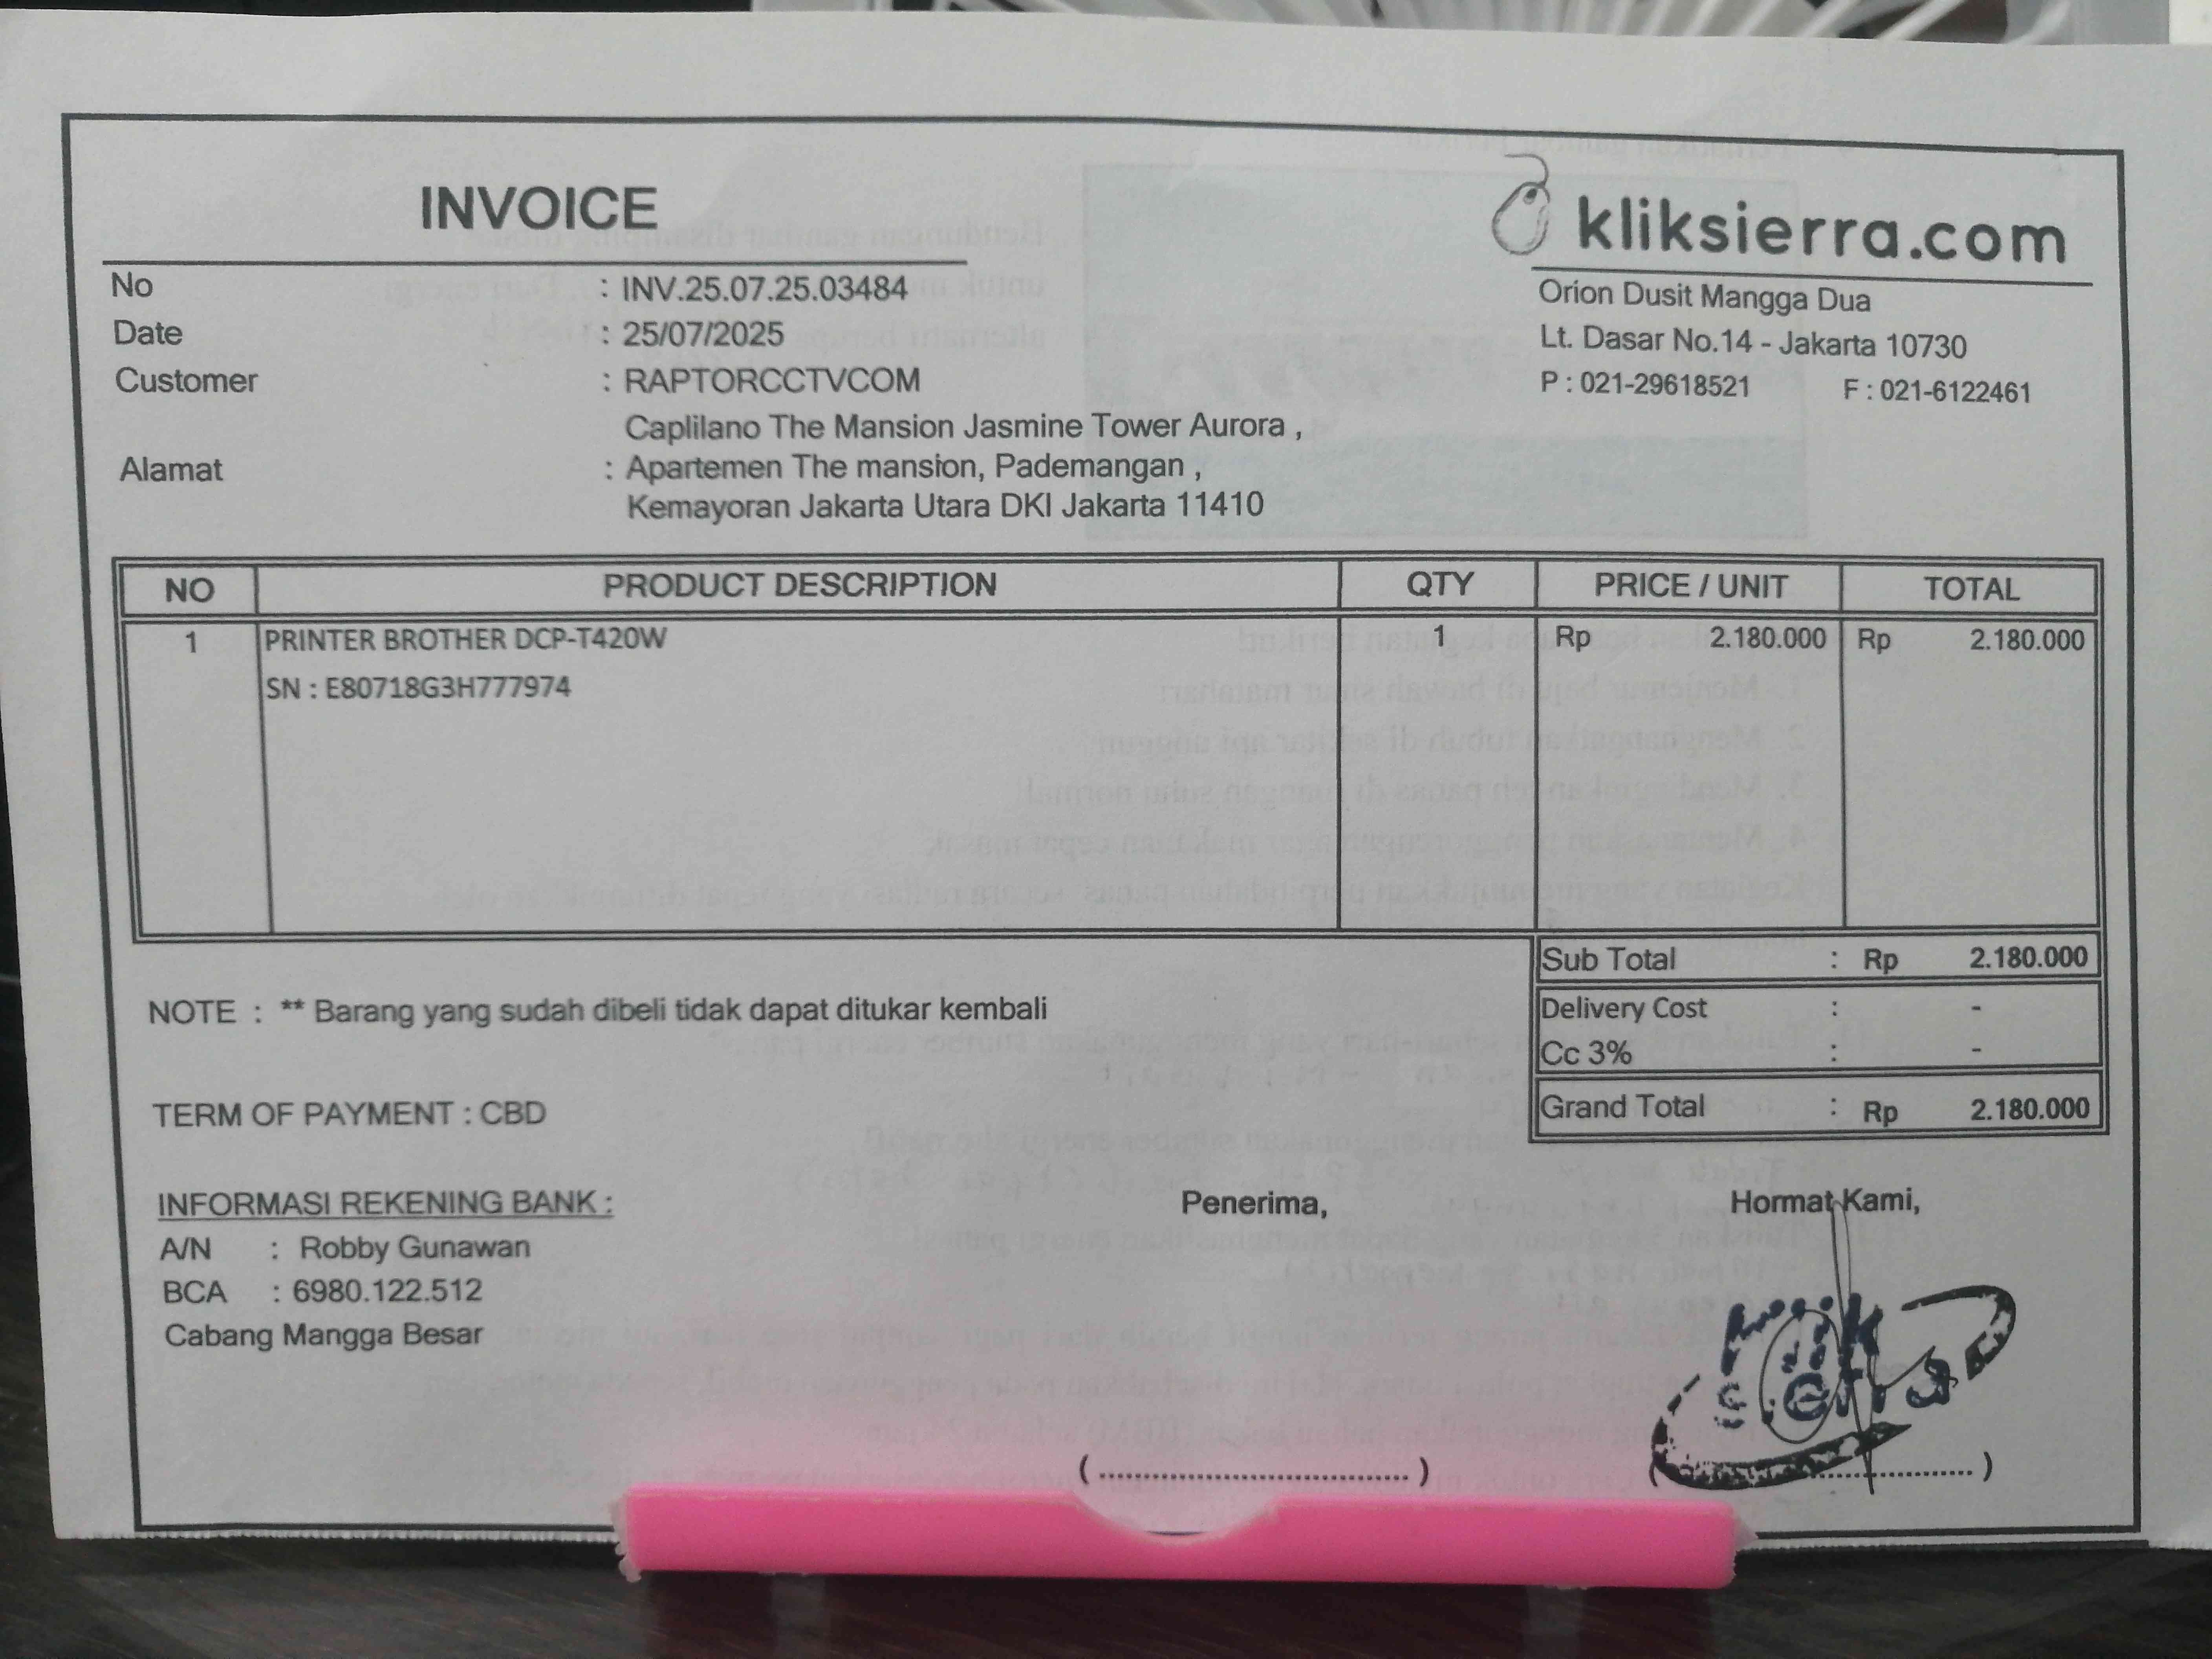 INVOICE
kliksierra.com
No : INV.25.07.25.03484
Date : 25/07/2025
Customer : RAPTORCCTVCOM
Caplilano The Mansion Jasmine Tower Aurora ,
Alamat : Apartemen The mansion, Pademangan ,
Kemayoran Jakarta Utara DKI Jakarta 11410
Orion Dusit Mangga Dua
Lt. Dasar No.14 - Jakarta 10730
P : 021-29618521 F : 021-6122461
NO PRODUCT DESCRIPTION QTY PRICE / UNIT TOTAL
1 PRINTER BROTHER DCP-T420W 1 Rp 2.180.000 Rp 2.180.000
SN : E80718G3H777974
Sub Total : Rp 2.180.000
Delivery Cost : -
Cc 3% : -
Grand Total : Rp 2.180.000
NOTE : ** Barang yang sudah dibeli tidak dapat ditukar kembali
TERM OF PAYMENT : CBD
INFORMASI REKENING BANK :
A/N : Robby Gunawan
BCA : 6980.122.512
Cabang Mangga Besar
Penerima,
(................................)
Hormat Kami,
klik
sierra
(................................)